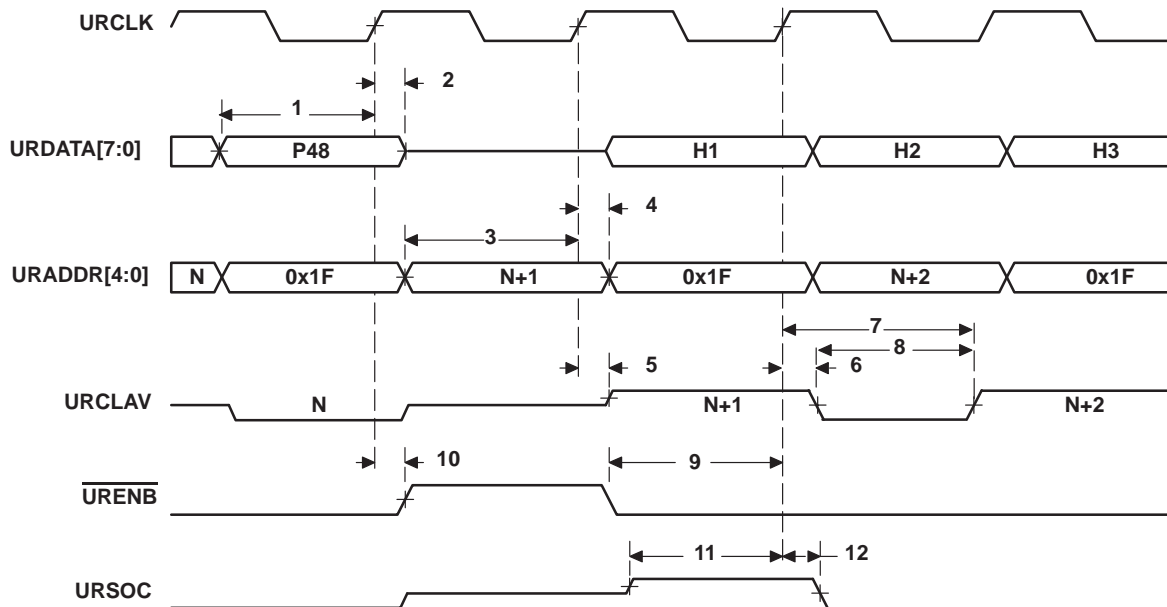 URCLK
2
1
URDATA[7:0] P48 H1 H2 H3
4
3
URADDR[4:0] N 0x1F N+1 0x1F N+2 0x1F
7
8
5 6
URCLAV N N+1 N+2
10 9
URENB
11 12
URSOC